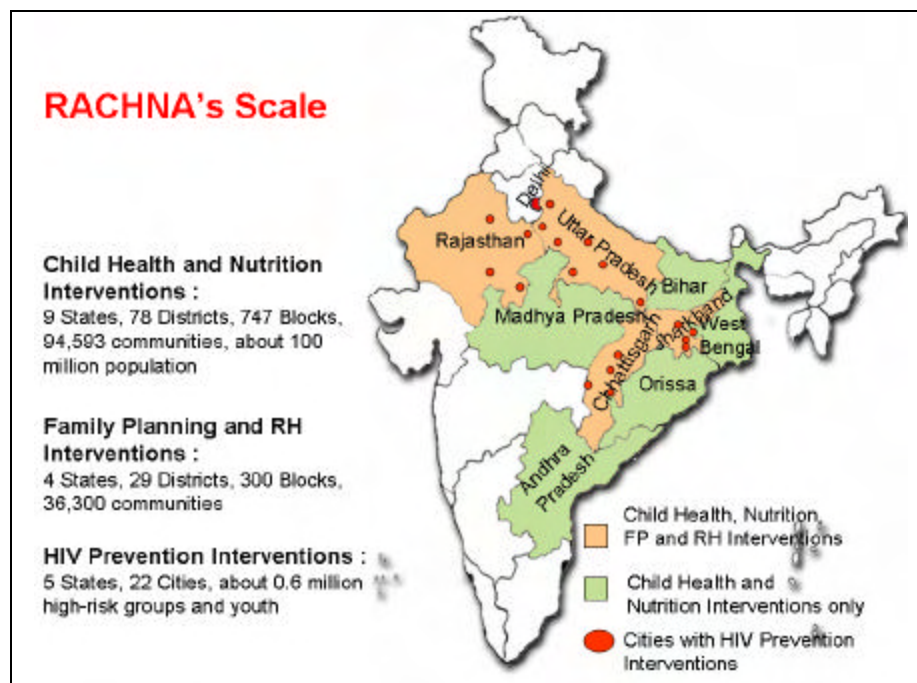 RACHNA's Scale
Child Health and Nutrition
Interventions :
9 States, 78 Districts, 747 Blocks,
94,593 communities, about 100
million population
Family Planning and RH
Interventions :
4 States, 29 Districts, 300 Blocks,
36,300 communities
HIV Prevention Interventions :
5 States, 22 Cities, about 0.6 million
high-risk groups and youth
Delhi
Rajasthan
Uttar Pradesh
Bihar
Madhya Pradesh
Jharkhand
West
Bengal
Chhattisgarh
Orissa
Andhra
Pradesh
Child Health, Nutrition,
FP and RH Interventions
Child Health and
Nutrition Interventions only
Cities with HIV Prevention
Interventions